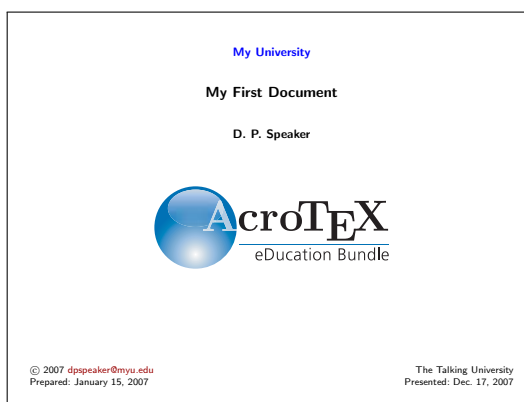 My University
My First Document
D. P. Speaker
AcroTEX
eDucation Bundle
© 2007 dpspeaker@myu.edu
Prepared: January 15, 2007
The Talking University
Presented: Dec. 17, 2007